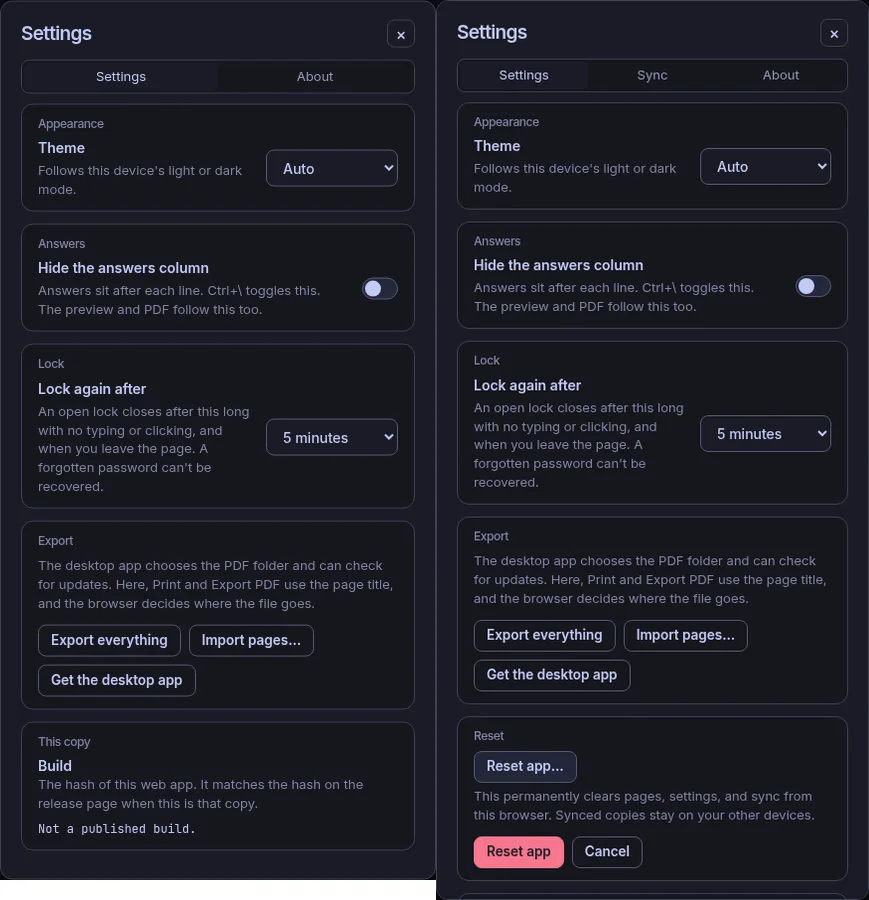 Settings
×
Settings
About
Appearance
Theme
Follows this device's light or dark
mode.
Auto
Answers
Hide the answers column
Answers sit after each line. Ctrl+\ toggles this.
The preview and PDF follow this too.
Lock
Lock again after
An open lock closes after this long
with no typing or clicking, and
when you leave the page. A
forgotten password can't be
recovered.
5 minutes
Export
The desktop app chooses the PDF folder and can check
for updates. Here, Print and Export PDF use the page title,
and the browser decides where the file goes.
Export everything
Import pages...
Get the desktop app
This copy
Build
The hash of this web app. It matches the hash on the
release page when this is that copy.
Not a published build.
Settings
×
Settings
Sync
About
Appearance
Theme
Follows this device's light or dark
mode.
Auto
Answers
Hide the answers column
Answers sit after each line. Ctrl+\ toggles this.
The preview and PDF follow this too.
Lock
Lock again after
An open lock closes after this long
with no typing or clicking, and
when you leave the page. A
forgotten password can't be
recovered.
5 minutes
Export
The desktop app chooses the PDF folder and can check
for updates. Here, Print and Export PDF use the page title,
and the browser decides where the file goes.
Export everything
Import pages...
Get the desktop app
Reset
Reset app...
This permanently clears pages, settings, and sync from
this browser. Synced copies stay on your other devices.
Reset app
Cancel